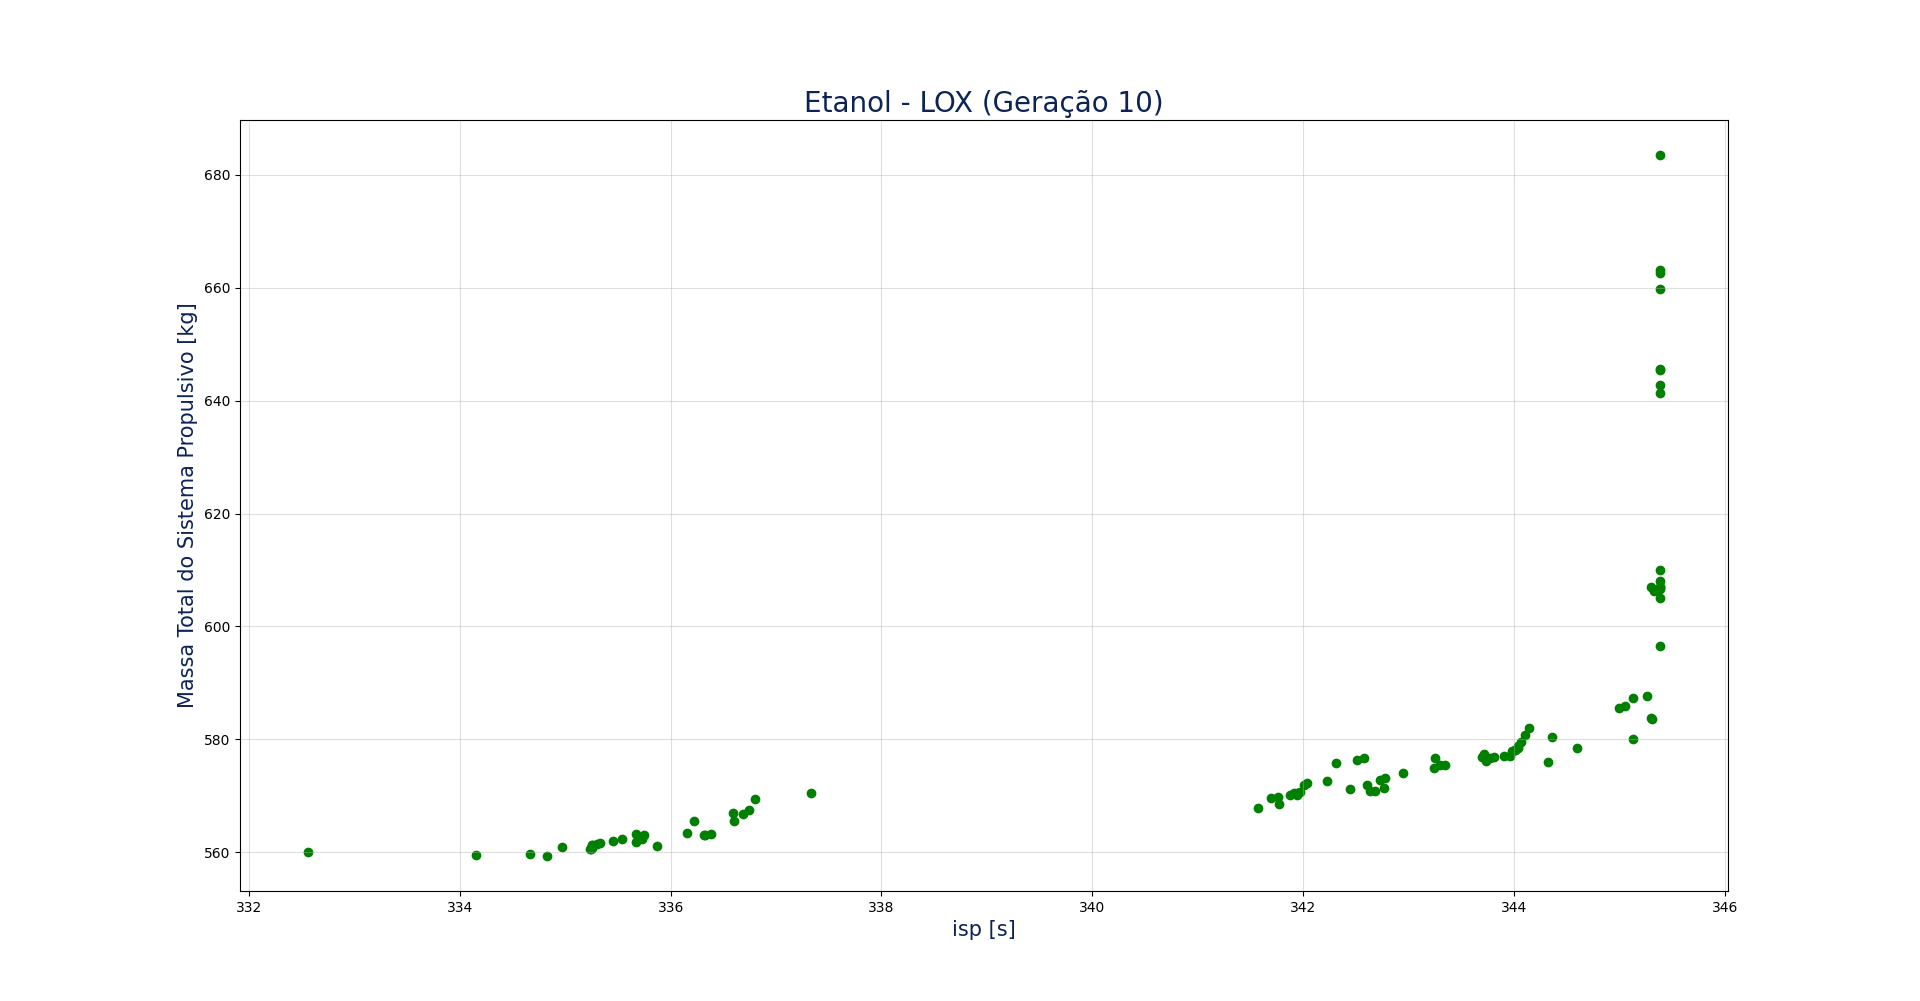 Etanol - LOX (Geração 10)
Massa Total do Sistema Propulsivo [kg]
680
660
640
620
600
580
560
332 334 336 338 340 342 344 346
isp [s]